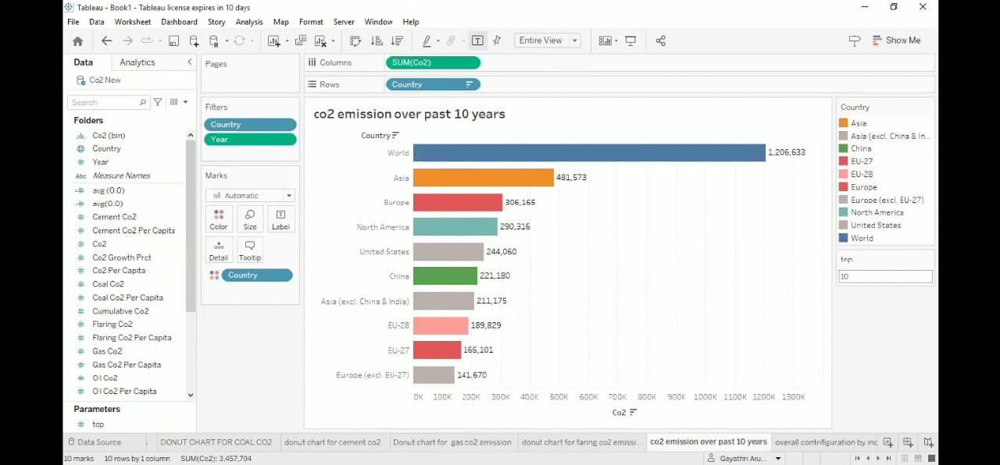 Tableau - Book1 - Tableau license expires in 10 days
File Data Worksheet Dashboard Story Analysis Map Format Server Window Help
Entire View
Show Me
Data Analytics
Co2 New
Search
Folders
Co2 (bin)
Country
Year
Abc Measure Names
avg (0.0)
avg(0.0)
Cement Co2
Cement Co2 Per Capita
Co2
Co2 Growth Prct
Co2 Per Capita
Coal Co2
Coal Co2 Per Capita
Cumulative Co2
Flaring Co2
Flaring Co2 Per Capita
Gas Co2
Gas Co2 Per Capita
Oil Co2
Oil Co2 Per Capita
Parameters
top
Pages
Filters
Country
Year
Marks
Automatic
Color Size Label
Detail Tooltip
Country
Columns SUM(Co2)
Rows Country
co2 emission over past 10 years
Country
World 1,206,633
Asia 481,573
Europe 306,165
North America 290,316
United States 244,060
China 221,180
Asia (excl. China & India) 211,175
EU-28 189,829
EU-27 165,101
Europe (excl. EU-27) 141,670
0K 100K 200K 300K 400K 500K 600K 700K 800K 900K 1000K 1100K 1200K 1300K
Co2
Country
Asia
Asia (excl. China & In..
China
EU-27
EU-28
Europe
Europe (excl. EU-27)
North America
United States
World
top
10
Data Source DONUT CHART FOR COAL CO2 donut chart for cement co2 Donut chart for gas co2 emission donut chart for faring co2 emissi... co2 emission over past 10 years overall contrifiguration by inc
10 marks 10 rows by 1 column SUM(Co2): 3,457,704 Gayathri Aru...